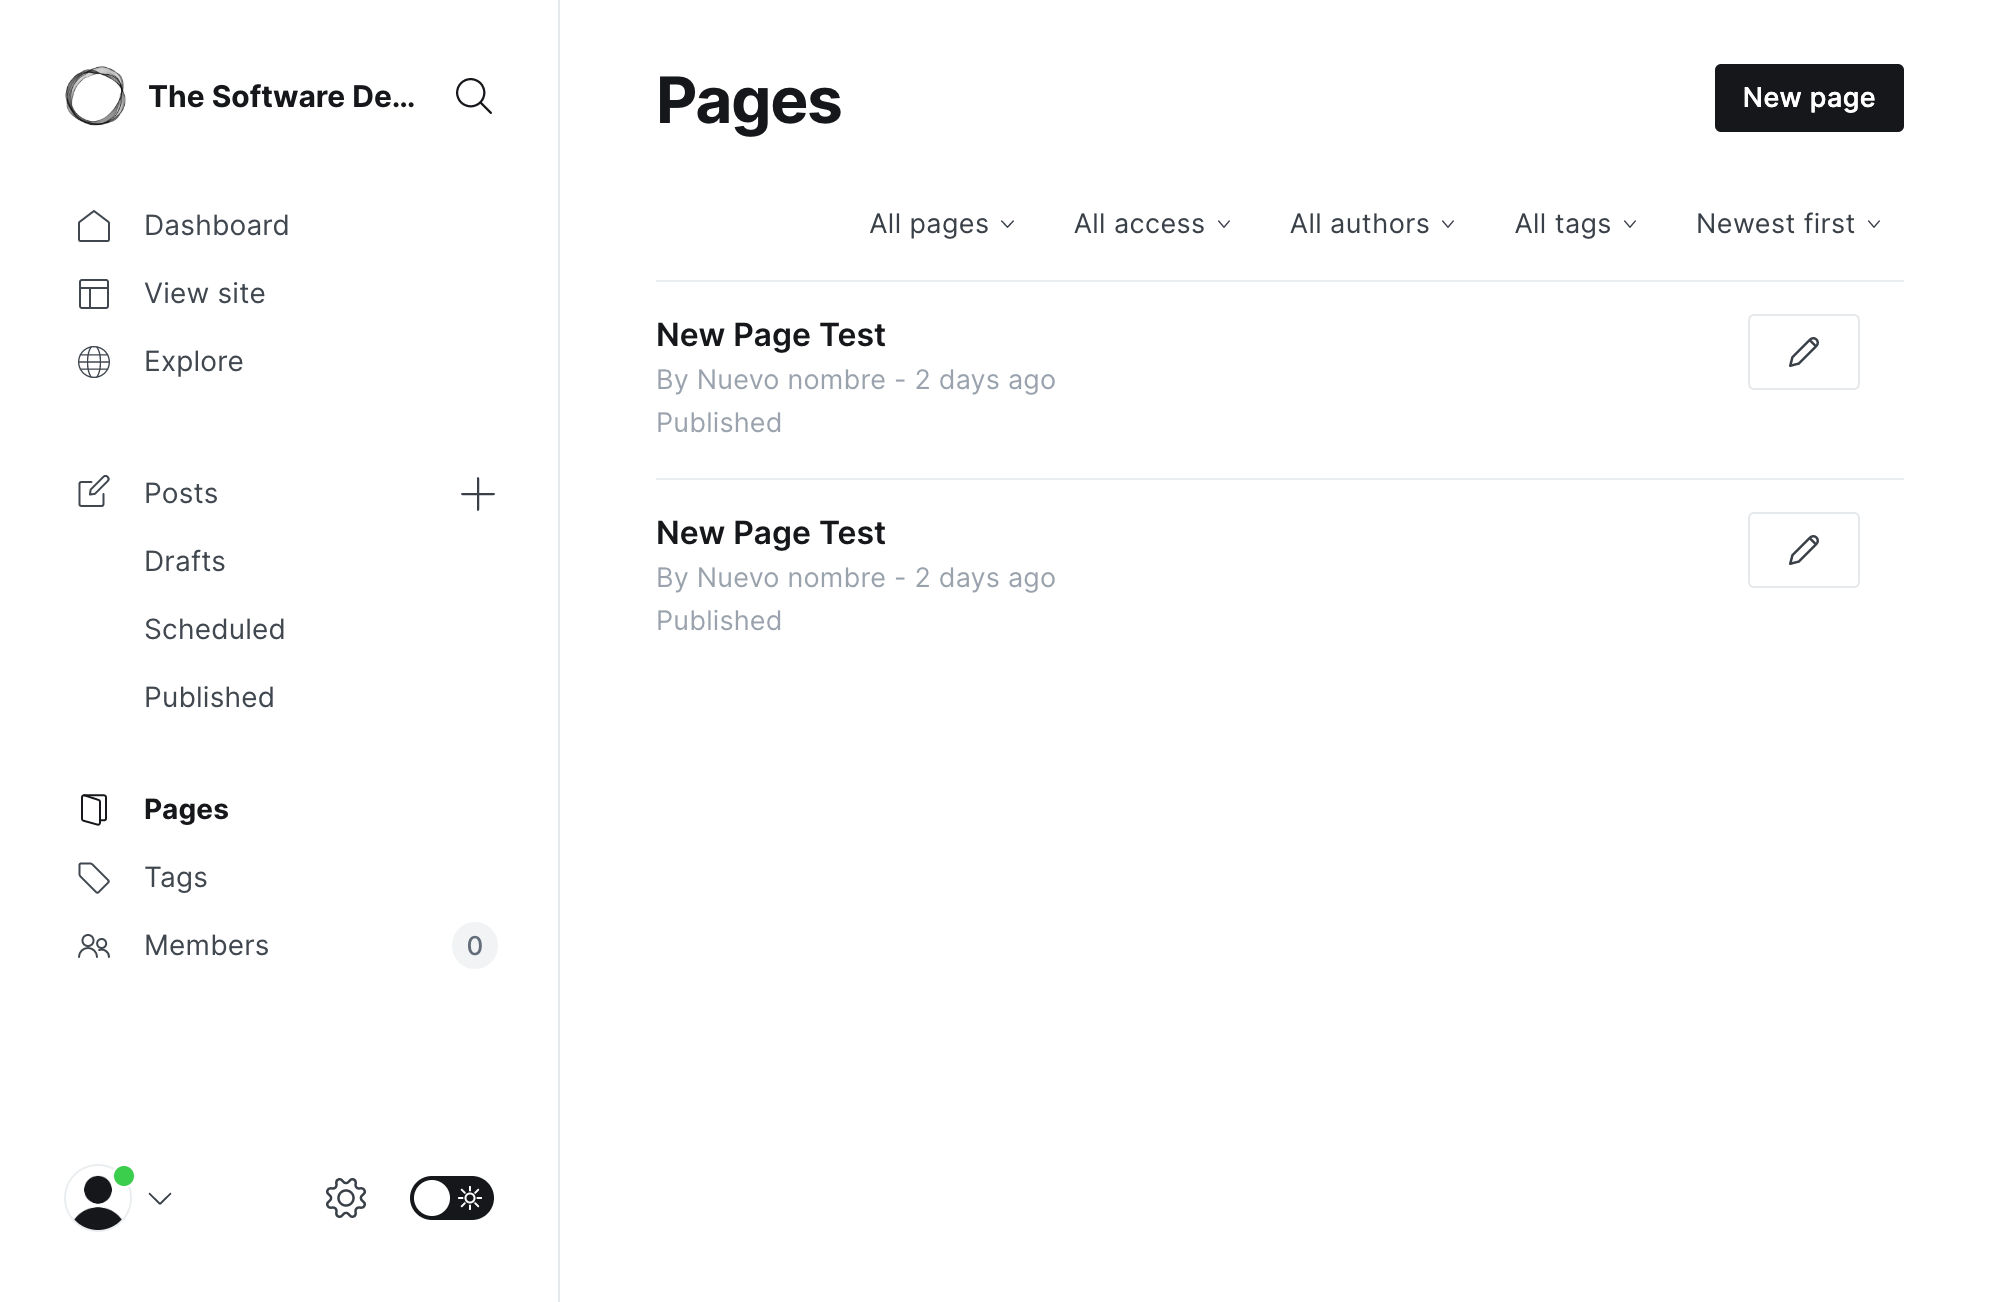 The Software De...
Dashboard
View site
Explore
Posts
Drafts
Scheduled
Published
Pages
Tags
Members 0
Pages
New page
All pages All access All authors All tags Newest first
New Page Test
By Nuevo nombre - 2 days ago
Published
New Page Test
By Nuevo nombre - 2 days ago
Published